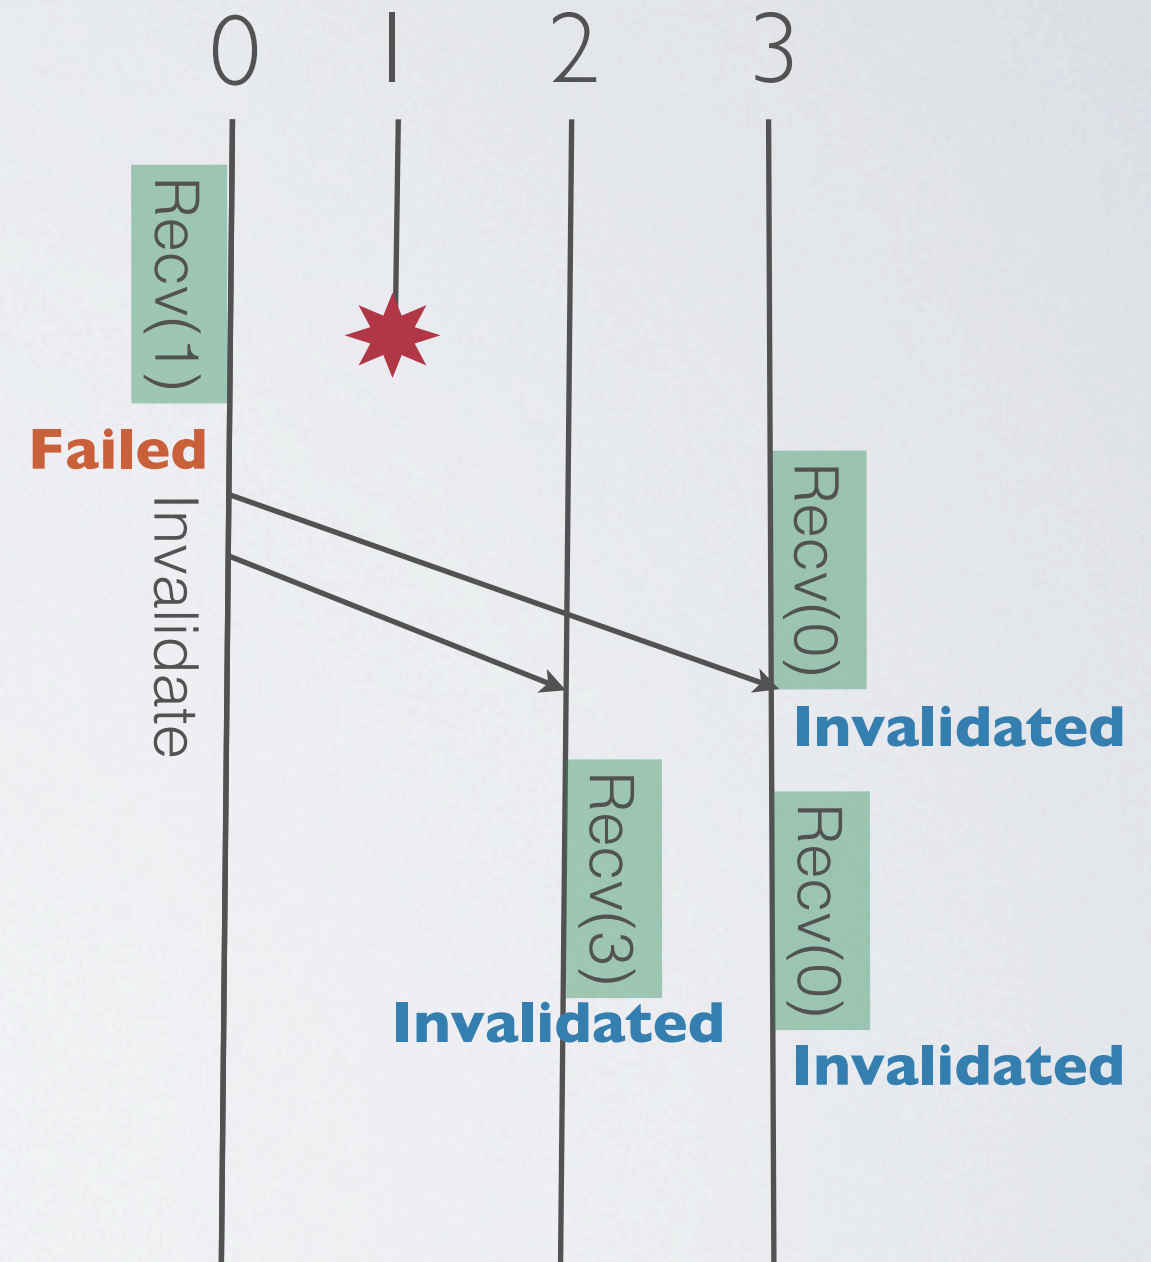 0 1 2 3
Recv(1)
Failed
Invalidate
Recv(0)
Invalidated
Recv(3)
Invalidated
Recv(0)
Invalidated